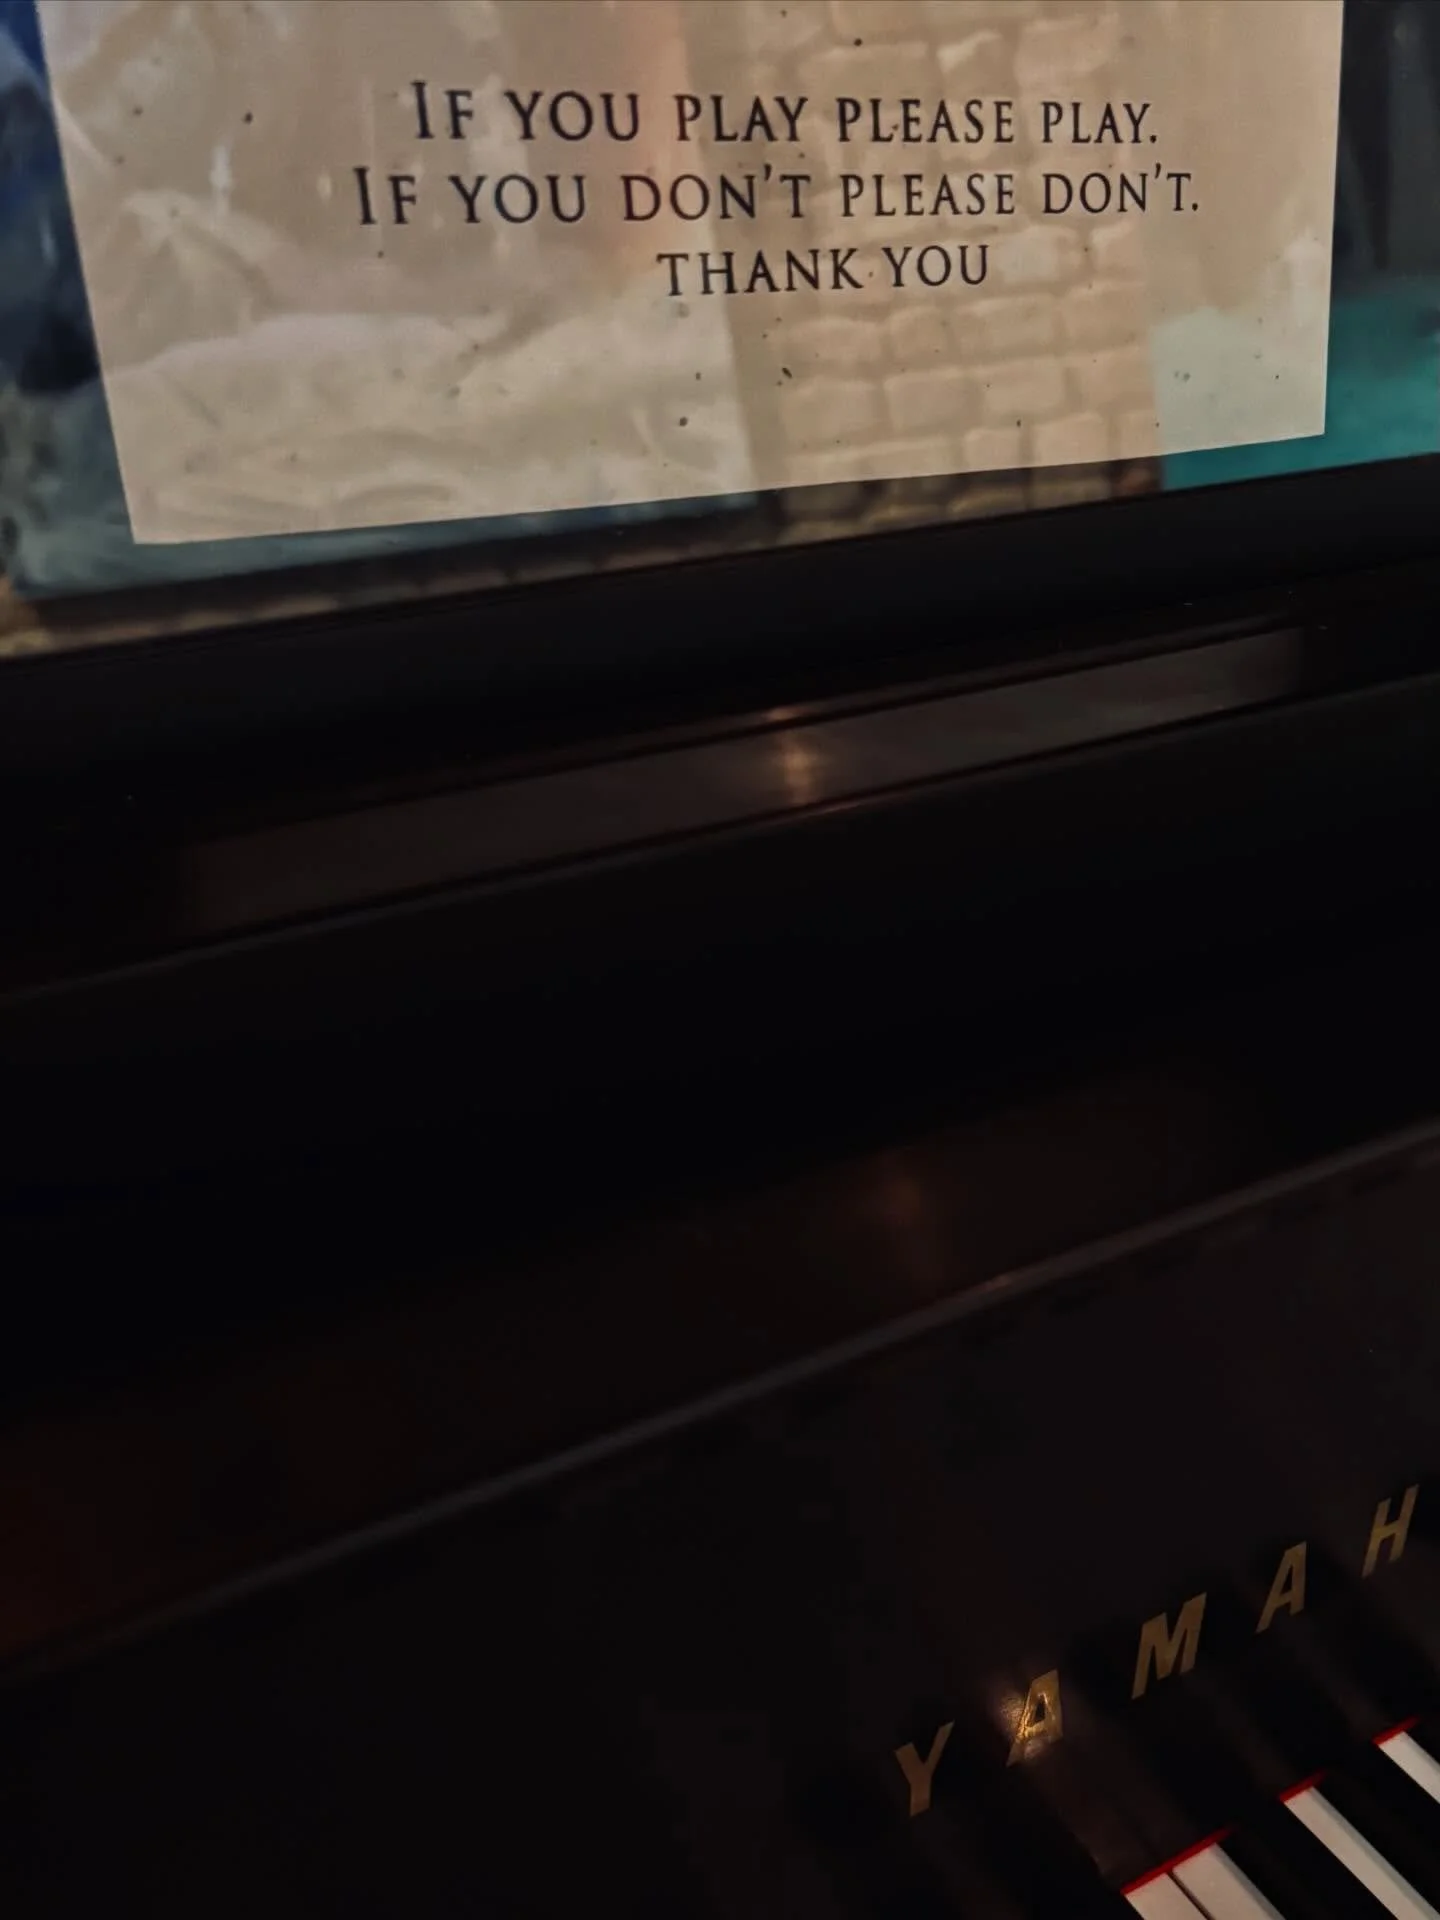 IF YOU PLAY PLEASE PLAY.
IF YOU DON'T PLEASE DON'T.
THANK YOU
YAMAH